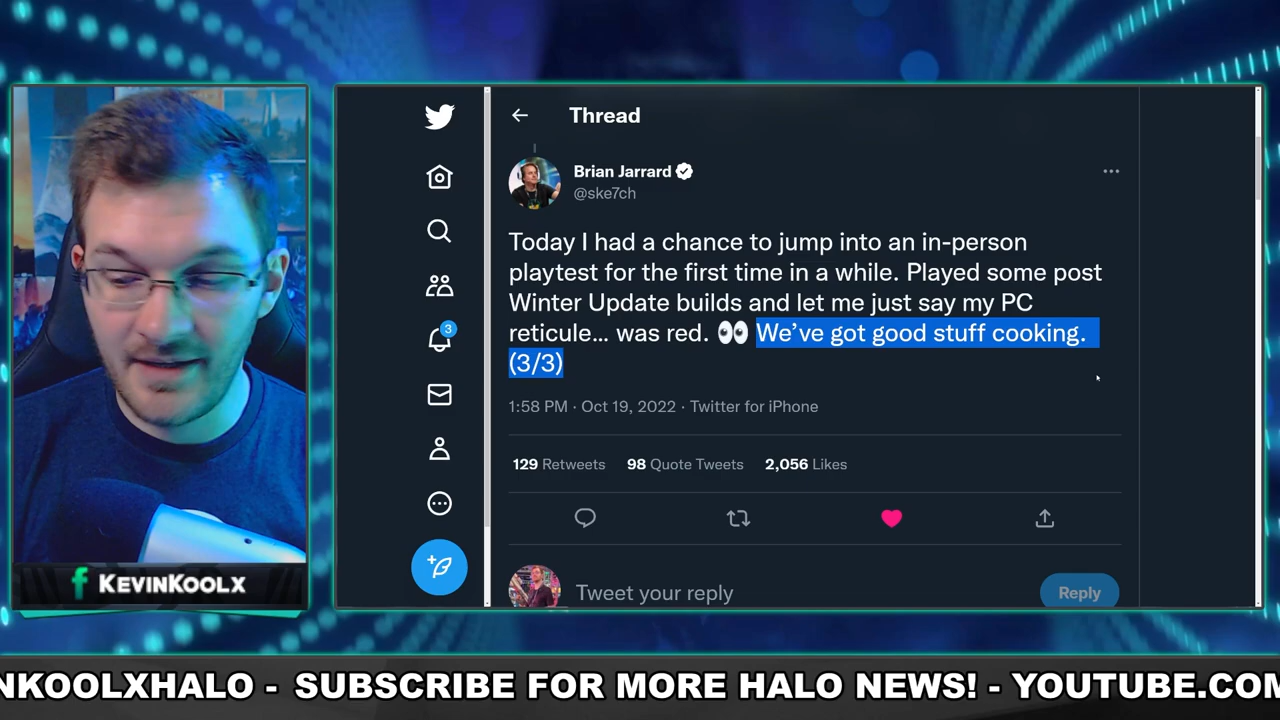 Thread
Brian Jarrard
@ske7ch
Today I had a chance to jump into an in-person
playtest for the first time in a while. Played some post
Winter Update builds and let me just say my PC
reticule... was red. 👀 We’ve got good stuff cooking.
(3/3)
3
1:58 PM · Oct 19, 2022 · Twitter for iPhone
129 Retweets 98 Quote Tweets 2,056 Likes
Tweet your reply
Reply
f KEVINKOOLX
NKOOLXHALO - SUBSCRIBE FOR MORE HALO NEWS! - YOUTUBE.COM